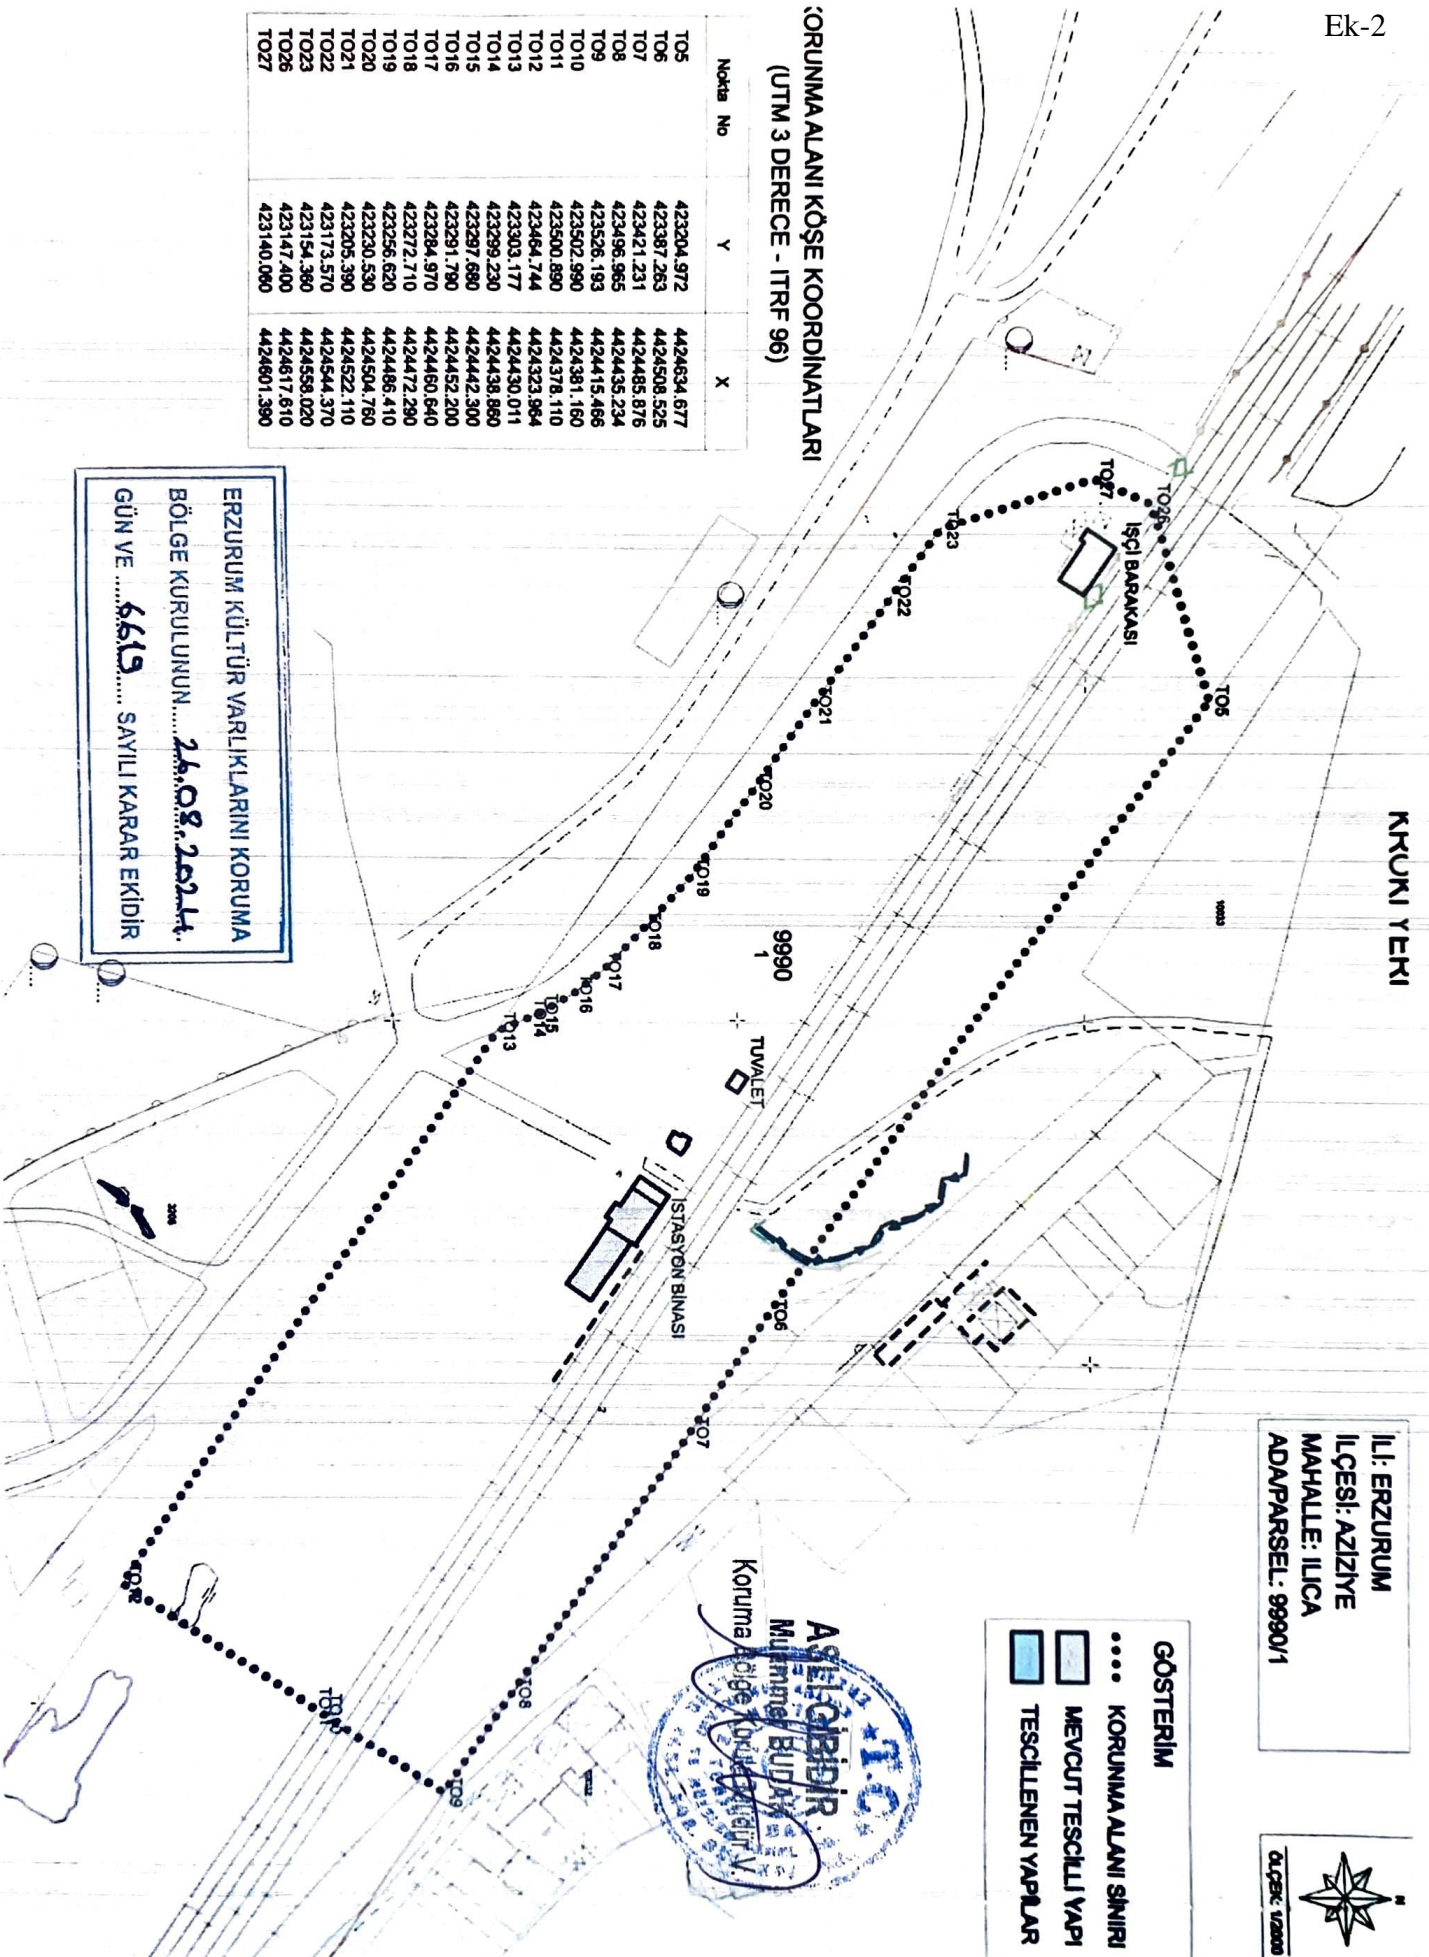 Ek-2
KROKİ YERİ
İLİ: ERZURUM
İLÇESİ: AZİZİYE
MAHALLE: ILICA
ADA/PARSEL: 9990/1
N
ÖLÇEK: 1/2000
GÖSTERİM
KORUNMA ALANI SINIRI
MEVCUT TESCİLLİ YAPI
TESCİLLENEN YAPILAR
KORUNMA ALANI KÖŞE KOORDİNATLARI
(UTM 3 DERECE - ITRF 96)
Nokta No Y X
TO5 423204.972 4424634.677
TO6 423387.263 4424508.525
TO7 423421.231 4424485.876
TO8 423496.965 4424435.234
TO9 423526.193 4424415.466
TO10 423502.990 4424381.160
TO11 423500.890 4424378.110
TO12 423464.744 4424323.964
TO13 423303.177 4424430.011
TO14 423299.230 4424438.860
TO15 423297.680 4424442.300
TO16 423291.790 4424452.200
TO17 423284.970 4424460.640
TO18 423272.710 4424472.290
TO19 423256.620 4424486.410
TO20 423230.530 4424504.760
TO21 423205.390 4424522.110
TO22 423173.570 4424544.370
TO23 423154.360 4424558.020
TO26 423147.400 4424617.610
TO27 423140.060 4424601.390
TO26
TO27
TO5
İŞÇİ BARAKASI
TO23
TO22
TO21
TO20
TO19
TO18
TO17
TO16
TO15
TO14
TO13
9990
1
10033
TUVALET
İSTASYON BİNASI
TO6
TO7
TO8
TO9
TO10
TO11
TO12
3206
ERZURUM KÜLTÜR VARLIKLARINI KORUMA
BÖLGE KURULUNUN.....26.08.2024.
GÜN VE ......6619...... SAYILI KARAR EKİDİR
ASLI GİBİDİR
Muammer BUDAK
Koruma Bölge Kurulu Müdür V.
T.C.